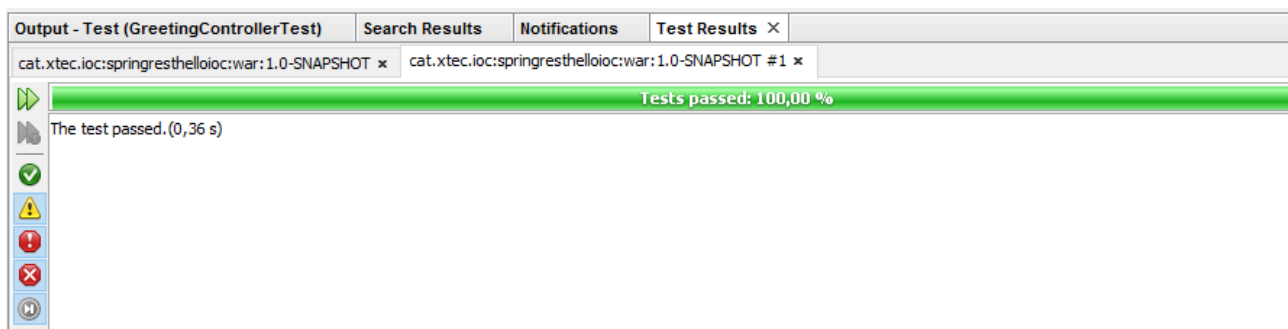 Output - Test (GreetingControllerTest) Search Results Notifications Test Results ×
cat.xtec.ioc:springresthelloioc:war:1.0-SNAPSHOT × cat.xtec.ioc:springresthelloioc:war:1.0-SNAPSHOT #1 ×
Tests passed: 100,00 %
The test passed.(0,36 s)